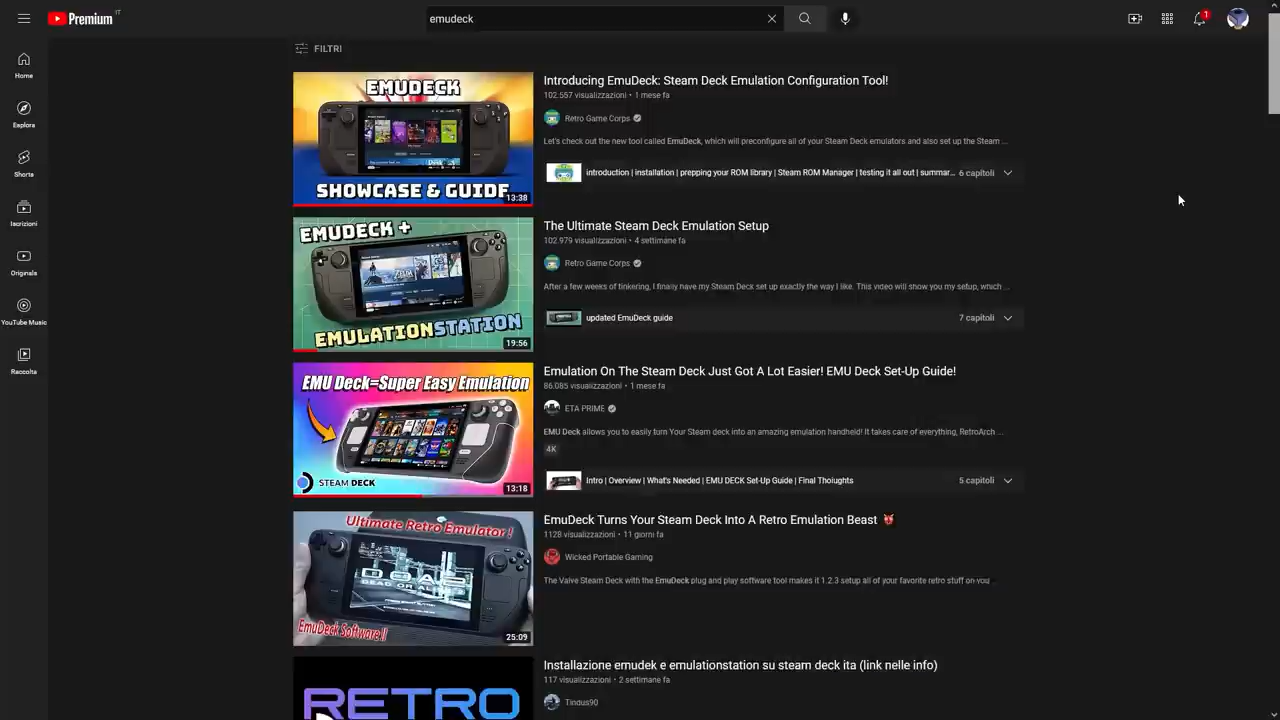 Premium IT
emudeck
1
FILTRI
Home
Esplora
Shorts
Iscrizioni
Originals
YouTube Music
Raccolta
EMUDECK
SHOWCASE & GUIDE
13:38
Introducing EmuDeck: Steam Deck Emulation Configuration Tool!
102.557 visualizzazioni • 1 mese fa
Retro Game Corps
Let's check out the new tool called EmuDeck, which will preconfigure all of your Steam Deck emulators and also set up the Steam ...
introduction | installation | prepping your ROM library | Steam ROM Manager | testing it all out | summar... 6 capitoli
EMUDECK +
EMULATIONSTATION
19:56
The Ultimate Steam Deck Emulation Setup
102.979 visualizzazioni • 4 settimane fa
Retro Game Corps
After a few weeks of tinkering, I finally have my Steam Deck set up exactly the way I like. This video will show you my setup, which ...
updated EmuDeck guide 7 capitoli
EMU Deck=Super Easy Emulation
STEAM DECK
13:18
Emulation On The Steam Deck Just Got A Lot Easier! EMU Deck Set-Up Guide!
86.085 visualizzazioni • 1 mese fa
ETA PRIME
EMU Deck allows you to easily turn Your Steam deck into an amazing emulation handheld! It takes care of everything, RetroArch ...
4K
Intro | Overview | What's Needed | EMU DECK Set-Up Guide | Final Thoiughts 5 capitoli
Ultimate Retro Emulator!
DEAD OR ALIVE
EmuDeck Software!!
25:09
EmuDeck Turns Your Steam Deck Into A Retro Emulation Beast
1128 visualizzazioni • 11 giorni fa
Wicked Portable Gaming
The Valve Steam Deck with the EmuDeck plug and play software tool makes it 1.2.3 setup all of your favorite retro stuff on you ...
RETRO
Installazione emudek e emulationstation su steam deck ita (link nelle info)
117 visualizzazioni • 2 settimane fa
Tindus90